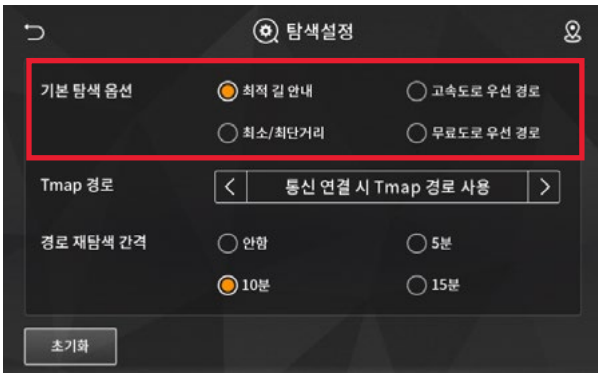 탐색설정
기본 탐색 옵션
최적 길 안내
고속도로 우선 경로
최소/최단거리
무료도로 우선 경로
Tmap 경로
통신 연결 시 Tmap 경로 사용
경로 재탐색 간격
안함
5분
10분
15분
초기화